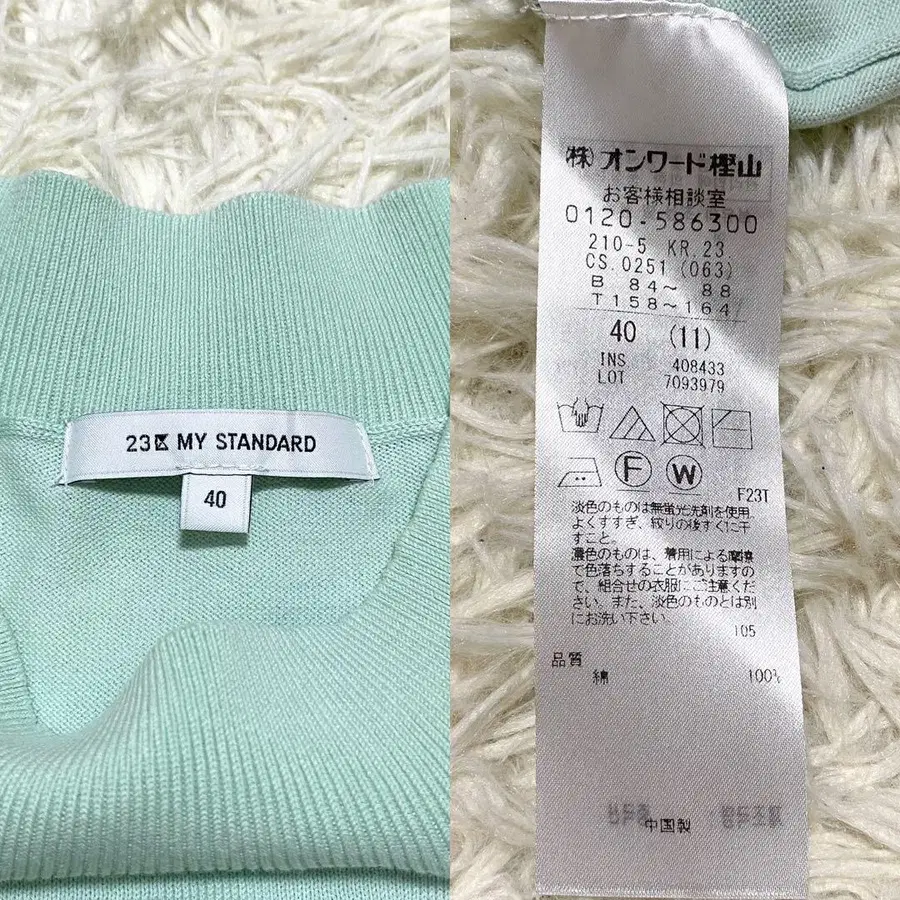 23区 MY STANDARD
40
㈱オンワード樫山
お客様相談室
0120-586300
210-5 KR.23
CS.0251 (063)
B 84〜 88
T158〜164
40 (11)
INS 408433
LOT 7093979
F W
F23T
淡色のものは無蛍光洗剤を使用。
よくすすぎ、絞りの後すぐに干
すこと。
濃色のものは、着用による摩擦
で色落ちすることがありますの
で、組合せの衣服にご注意くだ
さい。また、淡色のものとは別
にお洗い下さい。
105
品質
綿 100%
中国製